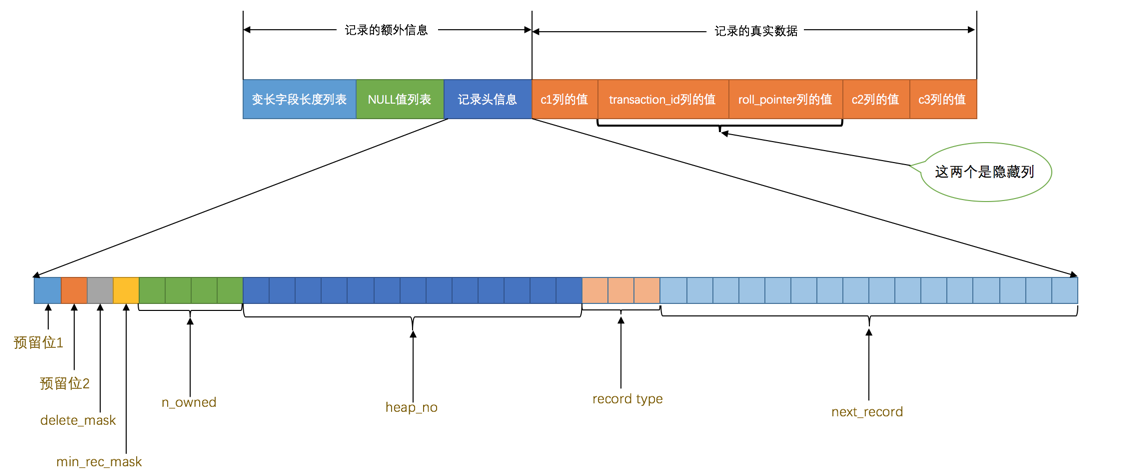 记录的额外信息
记录的真实数据
变长字段长度列表
NULL值列表
记录头信息
c1列的值
transaction_id列的值
roll_pointer列的值
c2列的值
c3列的值
这两个是隐藏列
预留位1
预留位2
delete_mask
min_rec_mask
n_owned
heap_no
record type
next_record